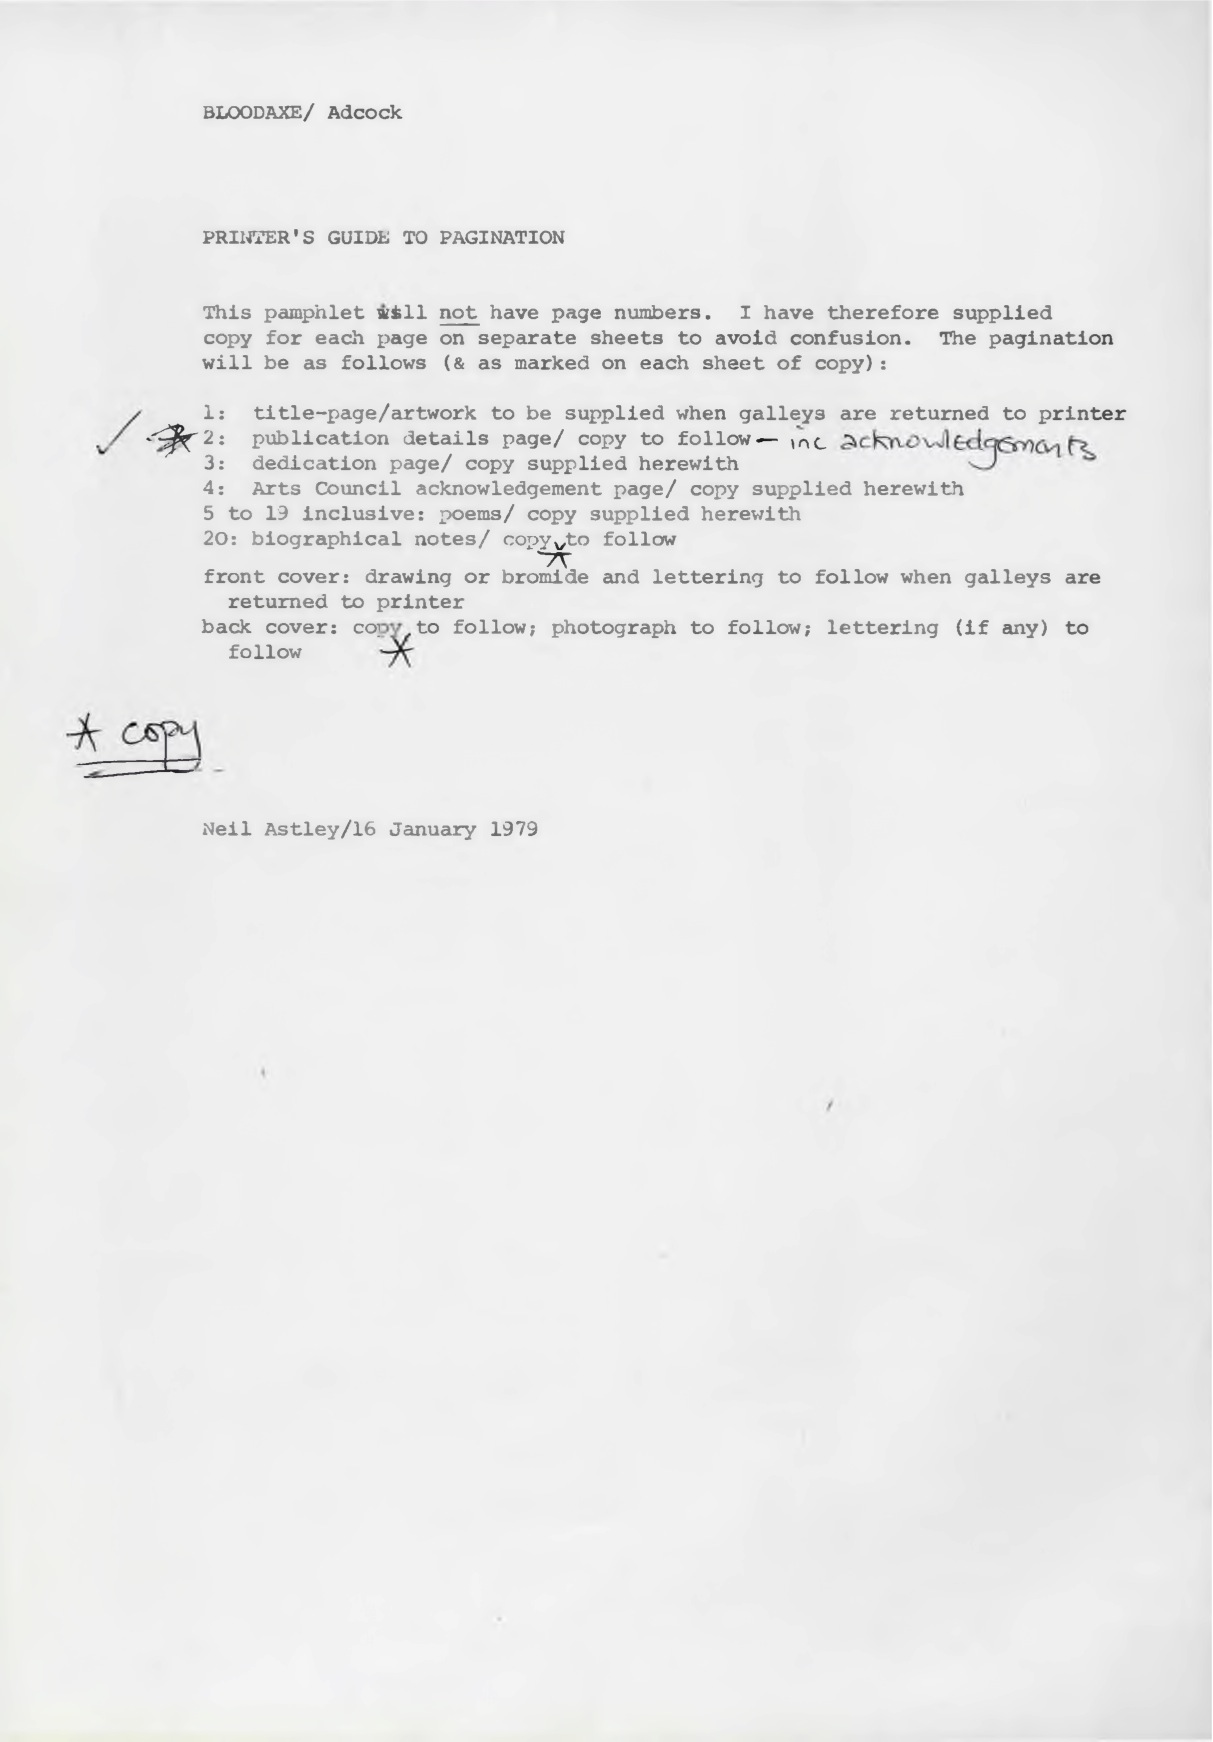 BLOODAXE/ Adcock
PRINTER'S GUIDE TO PAGINATION
This pamphlet will not have page numbers. I have therefore supplied
copy for each page on separate sheets to avoid confusion. The pagination
will be as follows (& as marked on each sheet of copy):
1: title-page/artwork to be supplied when galleys are returned to printer
✓ * 2: publication details page/ copy to follow — inc acknowledgements
3: dedication page/ copy supplied herewith
4: Arts Council acknowledgement page/ copy supplied herewith
5 to 19 inclusive: poems/ copy supplied herewith
20: biographical notes/ copy * to follow
front cover: drawing or bromide and lettering to follow when galleys are
returned to printer
back cover: copy * to follow; photograph to follow; lettering (if any) to
follow
* copy
Neil Astley/16 January 1979